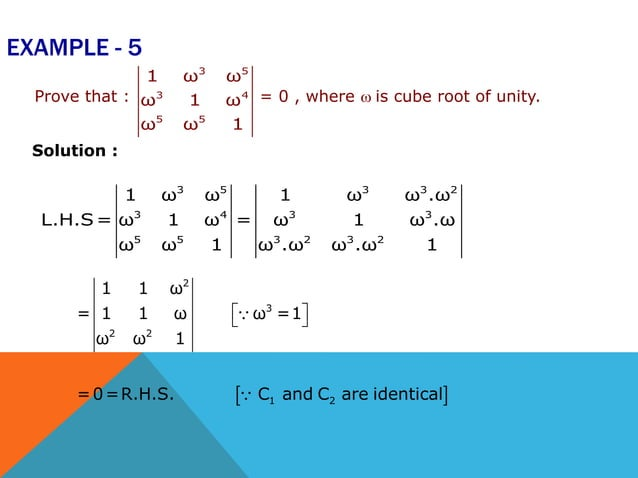 EXAMPLE - 5
1 ω³ ω⁵
Prove that : ω³ 1 ω⁴ = 0 , where ω is cube root of unity.
ω⁵ ω⁵ 1
Solution :
1 ω³ ω⁵ 1 ω³ ω³.ω²
L.H.S = ω³ 1 ω⁴ = ω³ 1 ω³.ω
ω⁵ ω⁵ 1 ω³.ω² ω³.ω² 1
1 1 ω²
= 1 1 ω [∵ ω³ = 1]
ω² ω² 1
= 0 = R.H.S. [∵ C₁ and C₂ are identical]